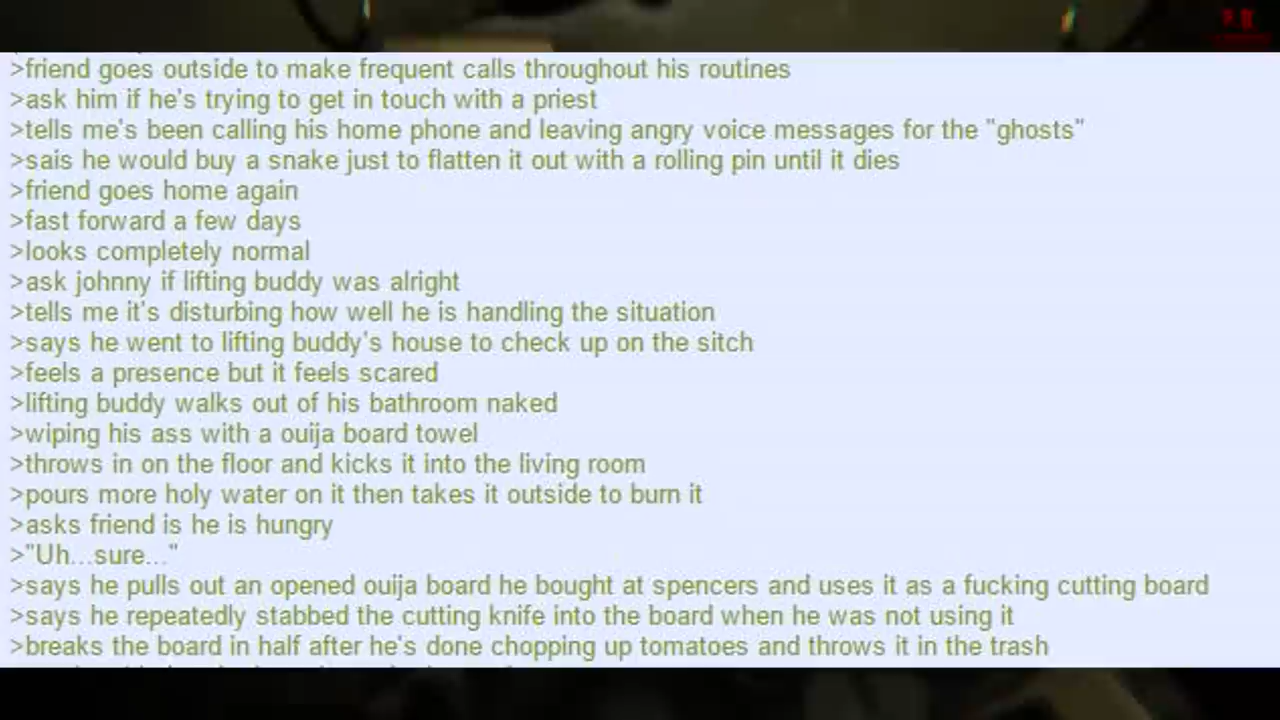 >friend goes outside to make frequent calls throughout his routines
>ask him if he's trying to get in touch with a priest
>tells me's been calling his home phone and leaving angry voice messages for the "ghosts"
>sais he would buy a snake just to flatten it out with a rolling pin until it dies
>friend goes home again
>fast forward a few days
>looks completely normal
>ask johnny if lifting buddy was alright
>tells me it's disturbing how well he is handling the situation
>says he went to lifting buddy's house to check up on the sitch
>feels a presence but it feels scared
>lifting buddy walks out of his bathroom naked
>wiping his ass with a ouija board towel
>throws in on the floor and kicks it into the living room
>pours more holy water on it then takes it outside to burn it
>asks friend is he is hungry
>"Uh...sure..."
>says he pulls out an opened ouija board he bought at spencers and uses it as a fucking cutting board
>says he repeatedly stabbed the cutting knife into the board when he was not using it
>breaks the board in half after he's done chopping up tomatoes and throws it in the trash